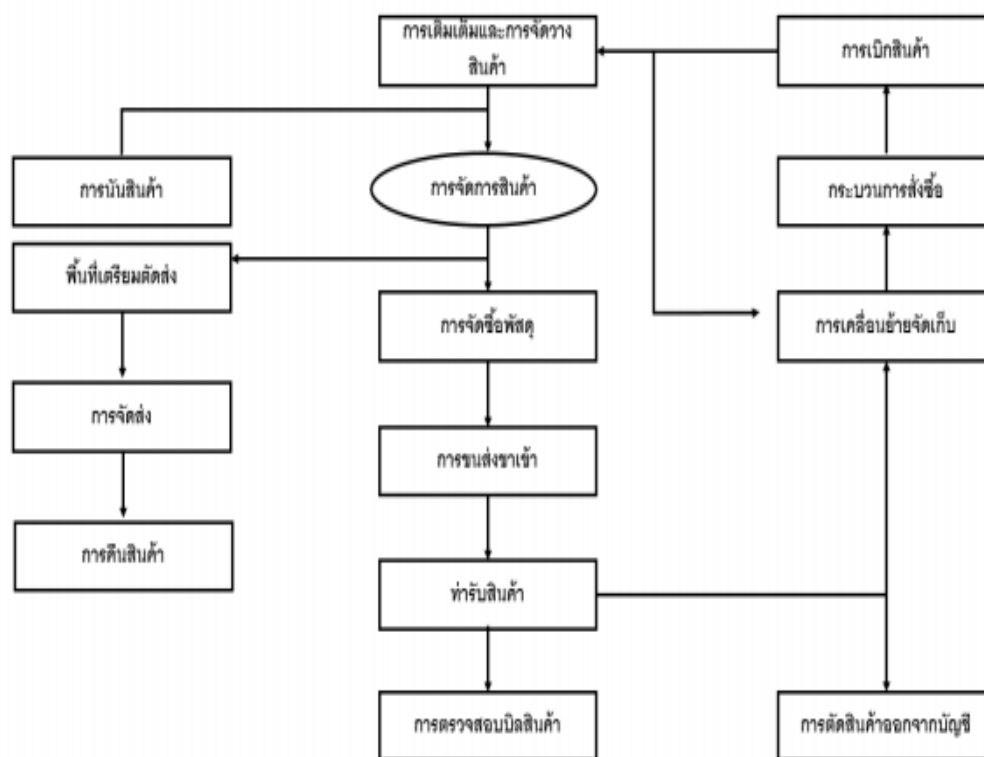 การเติมเต็มและการจัดวาง
สินค้า
การเบิกสินค้า
การนันสินค้า
การจัดการสินค้า
กระบวนการสั่งซื้อ
พื้นที่เตรียมตัดส่ง
การจัดซื้อพัสดุ
การเคลื่อนย้ายจัดเก็บ
การจัดส่ง
การขนส่งขาเข้า
การคืนสินค้า
ท่ารับสินค้า
การตรวจสอบบิลสินค้า
การตัดสินค้าออกจากบัญชี